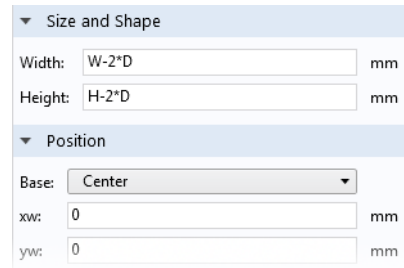 Size and Shape
Width: W-2*D mm
Height: H-2*D mm
Position
Base: Center
xw: 0 mm
yw: 0 mm